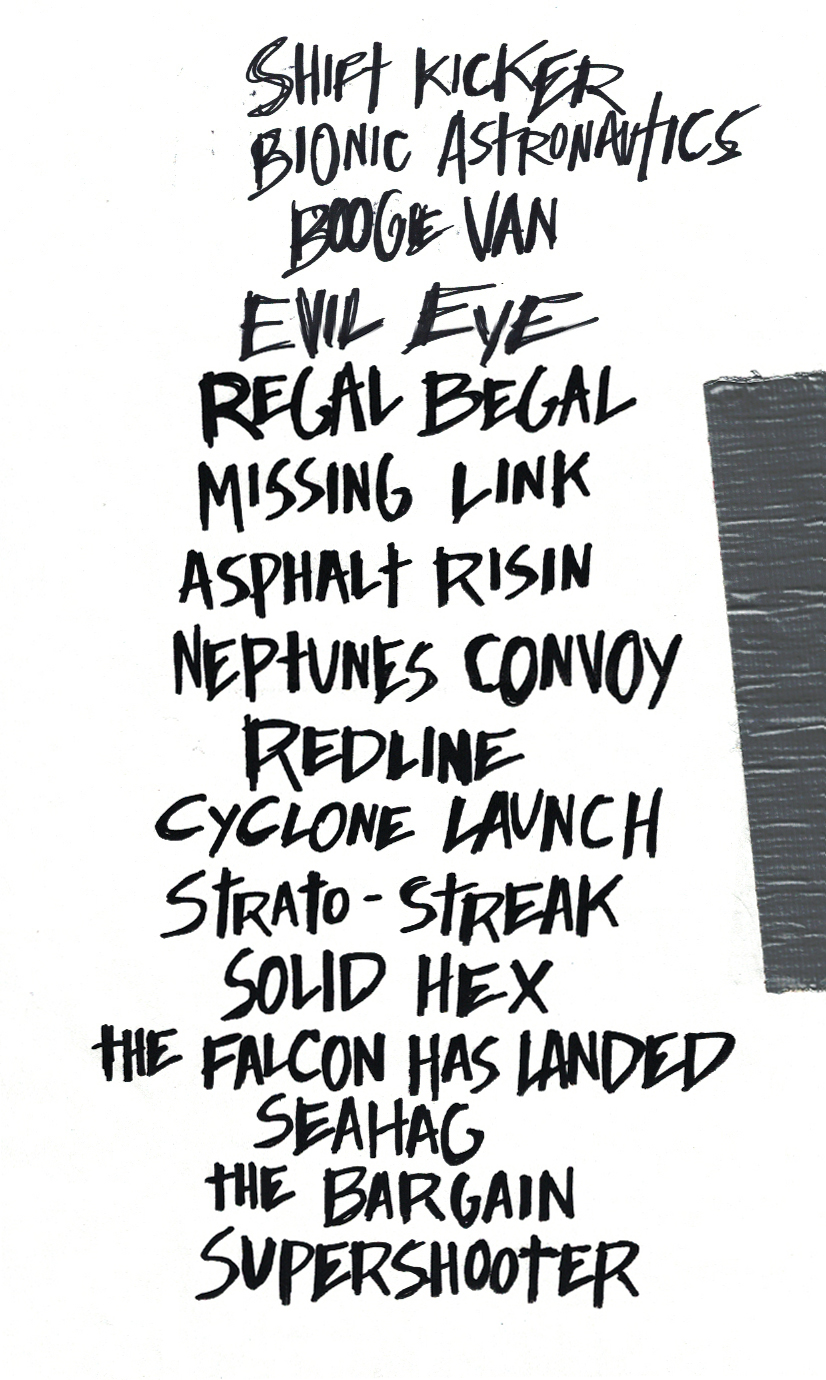 SHIFT KICKER
BIONIC ASTRONAUTICS
BOOGIE VAN
EVIL EYE
REGAL BEGAL
MISSING LINK
ASPHALT RISIN
NEPTUNES CONVOY
REDLINE
CYCLONE LAUNCH
STRATO-STREAK
SOLID HEX
THE FALCON HAS LANDED
SEAHAG
THE BARGAIN
SUPERSHOOTER